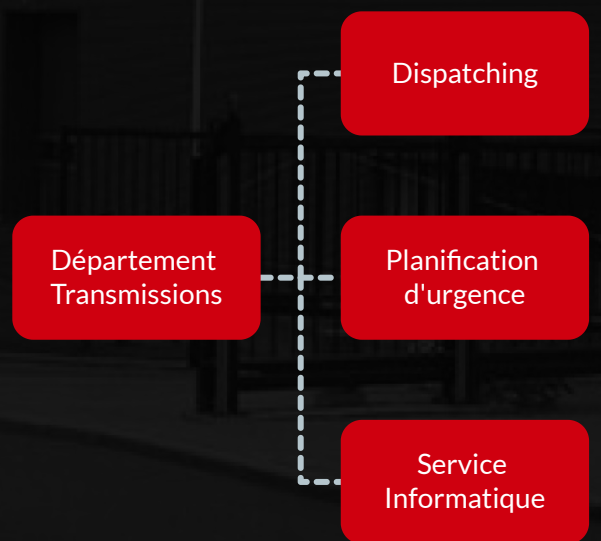 Dispatching
Département
Transmissions
Planification
d'urgence
Service
Informatique